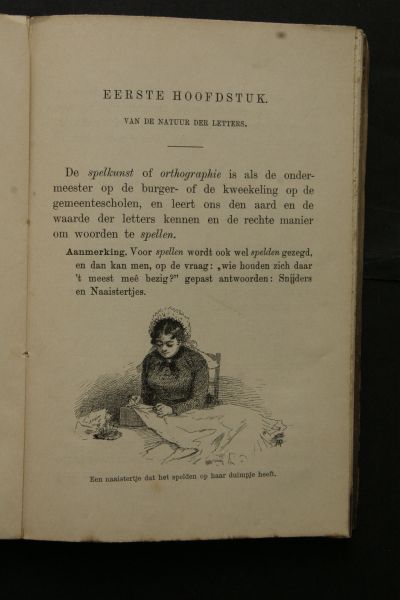 EERSTE HOOFDSTUK.
VAN DE NATUUR DER LETTERS.
De spelkunst of orthographie is als de onder-
meester op de burger- of de kweekeling op de
gemeentescholen, en leert ons den aard en de
waarde der letters kennen en de rechte manier
om woorden te spellen.
Aanmerking. Voor spellen wordt ook wel spelden gezegd,
en dan kan men, op de vraag: „wie houden zich daar
't meest meê bezig?” gepast antwoorden: Snijders
en Naaistertjes.
Een naaistertje dat het spelden op haar duimpje heeft.